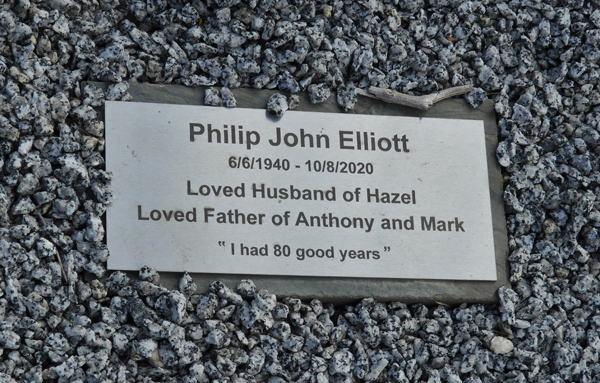 Philip John Elliott
6/6/1940 - 10/8/2020
Loved Husband of Hazel
Loved Father of Anthony and Mark
"I had 80 good years"